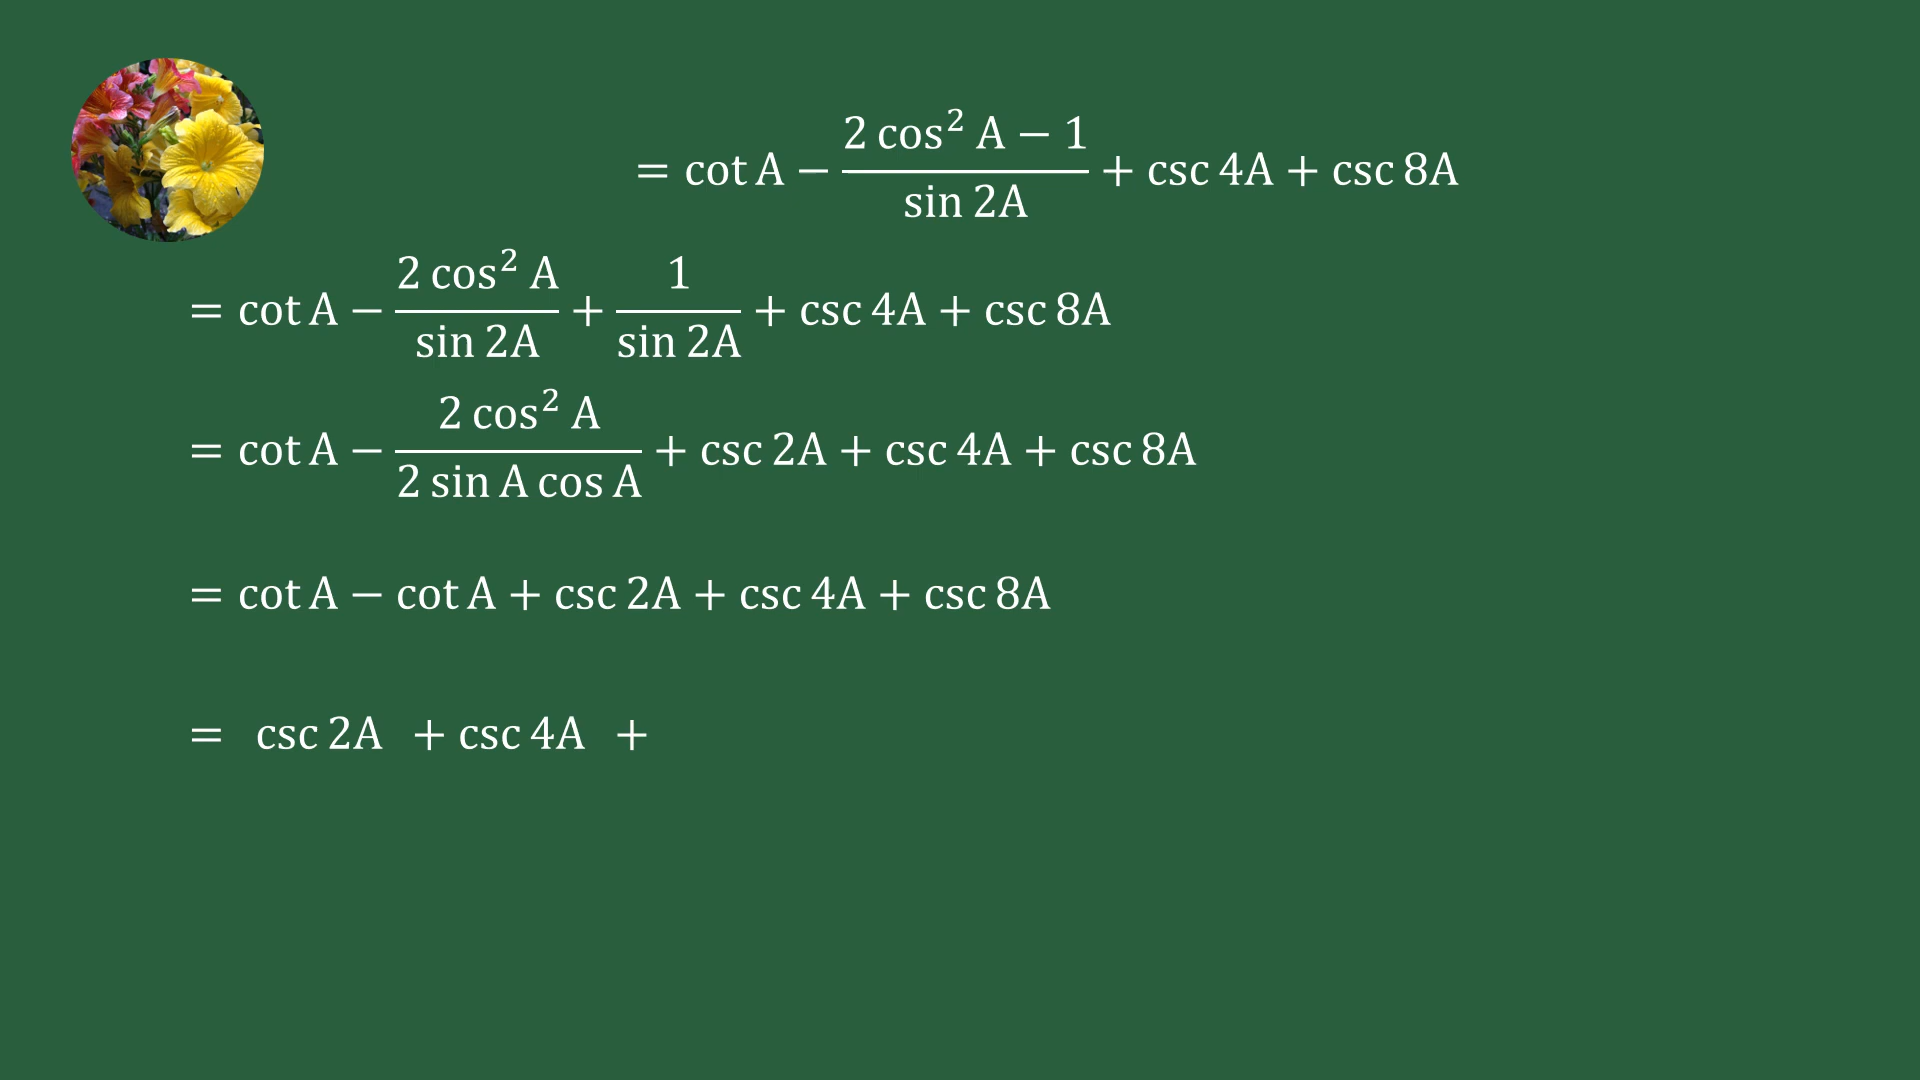 = cot A − (2 cos² A − 1)/(sin 2A) + csc 4A + csc 8A
= cot A − (2 cos² A)/(sin 2A) + 1/(sin 2A) + csc 4A + csc 8A
= cot A − (2 cos² A)/(2 sin A cos A) + csc 2A + csc 4A + csc 8A
= cot A − cot A + csc 2A + csc 4A + csc 8A
= csc 2A + csc 4A +